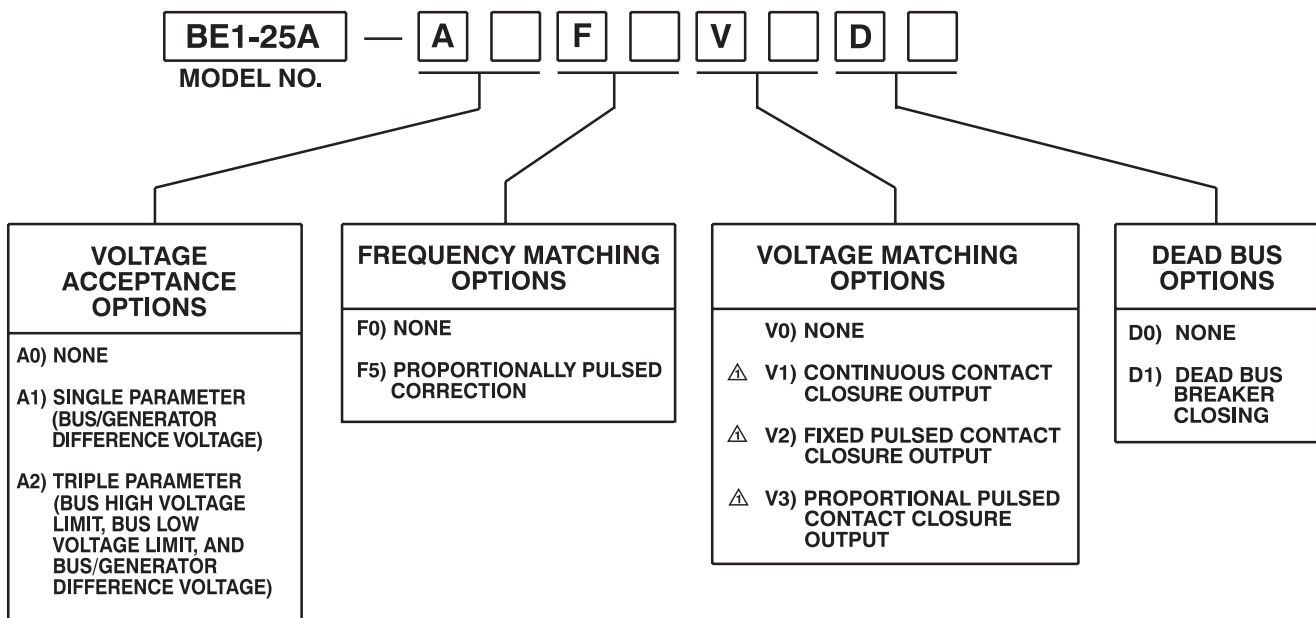 BE1-25A — A F V D
MODEL NO.
VOLTAGE
ACCEPTANCE
OPTIONS
A0) NONE
A1) SINGLE PARAMETER
(BUS/GENERATOR
DIFFERENCE VOLTAGE)
A2) TRIPLE PARAMETER
(BUS HIGH VOLTAGE
LIMIT, BUS LOW
VOLTAGE LIMIT, AND
BUS/GENERATOR
DIFFERENCE VOLTAGE)
FREQUENCY MATCHING
OPTIONS
F0) NONE
F5) PROPORTIONALLY PULSED
CORRECTION
VOLTAGE MATCHING
OPTIONS
V0) NONE
1 V1) CONTINUOUS CONTACT
CLOSURE OUTPUT
1 V2) FIXED PULSED CONTACT
CLOSURE OUTPUT
1 V3) PROPORTIONAL PULSED
CONTACT CLOSURE
OUTPUT
DEAD BUS
OPTIONS
D0) NONE
D1) DEAD BUS
BREAKER
CLOSING